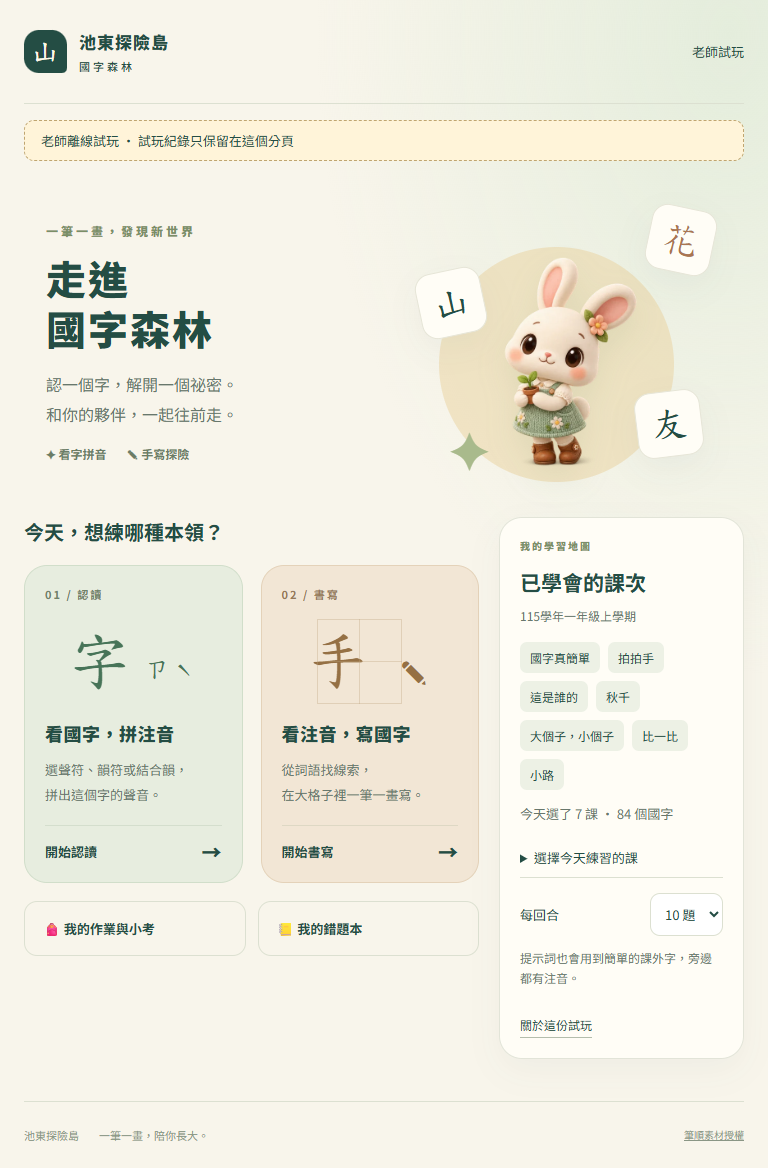 山
池東探險島
國字森林
老師試玩
老師離線試玩 · 試玩紀錄只保留在這個分頁
一筆一畫，發現新世界
走進
國字森林
認一個字，解開一個祕密。
和你的夥伴，一起往前走。
✦ 看字拼音 ✎ 手寫探險
山
花
友
今天，想練哪種本領？
01 / 認讀
字 ㄗˋ
看國字，拼注音
選聲符、韻符或結合韻，
拼出這個字的聲音。
開始認讀 →
02 / 書寫
手
看注音，寫國字
從詞語找線索，
在大格子裡一筆一畫寫。
開始書寫 →
🎒 我的作業與小考
📒 我的錯題本
我的學習地圖
已學會的課次
115學年一年級上學期
國字真簡單 拍拍手
這是誰的 秋千
大個子，小個子 比一比
小路
今天選了 7 課 · 84 個國字
▶ 選擇今天練習的課
每回合 10 題
提示詞也會用到簡單的課外字，旁邊
都有注音。
關於這份試玩
池東探險島 一筆一畫，陪你長大。
筆順素材授權